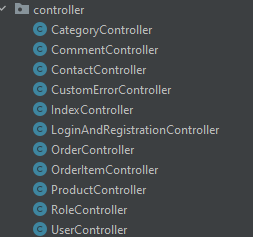 controller
CategoryController
CommentController
ContactController
CustomErrorController
IndexController
LoginAndRegistrationController
OrderController
OrderItemController
ProductController
RoleController
UserController